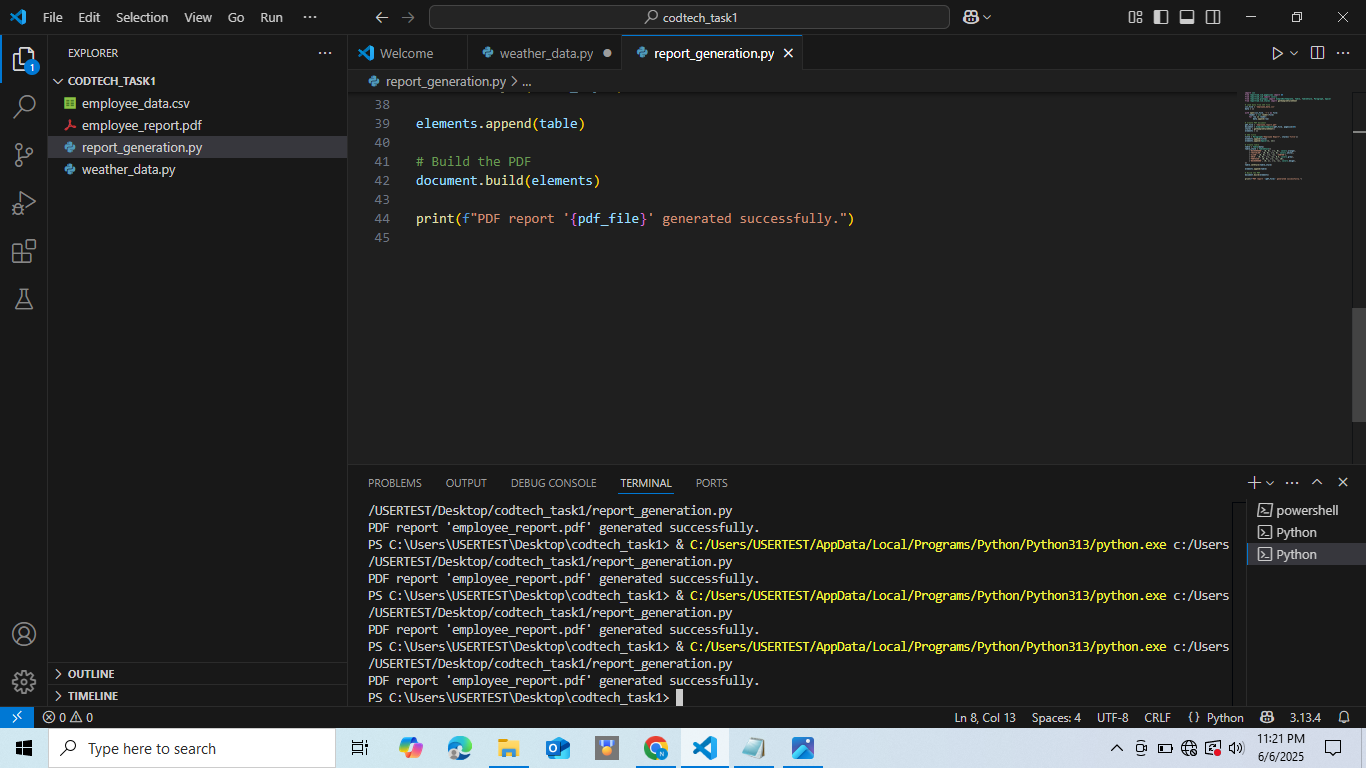 File Edit Selection View Go Run ··· codtech_task1
EXPLORER ···
CODTECH_TASK1
employee_data.csv
employee_report.pdf
report_generation.py
weather_data.py
OUTLINE
TIMELINE
1
Welcome weather_data.py report_generation.py
report_generation.py > ...
38
39 elements.append(table)
40
41 # Build the PDF
42 document.build(elements)
43
44 print(f"PDF report '{pdf_file}' generated successfully.")
45
PROBLEMS OUTPUT DEBUG CONSOLE TERMINAL PORTS
/USERTEST/Desktop/codtech_task1/report_generation.py
PDF report 'employee_report.pdf' generated successfully.
PS C:\Users\USERTEST\Desktop\codtech_task1> & C:/Users/USERTEST/AppData/Local/Programs/Python/Python313/python.exe c:/Users
/USERTEST/Desktop/codtech_task1/report_generation.py
PDF report 'employee_report.pdf' generated successfully.
PS C:\Users\USERTEST\Desktop\codtech_task1> & C:/Users/USERTEST/AppData/Local/Programs/Python/Python313/python.exe c:/Users
/USERTEST/Desktop/codtech_task1/report_generation.py
PDF report 'employee_report.pdf' generated successfully.
PS C:\Users\USERTEST\Desktop\codtech_task1> & C:/Users/USERTEST/AppData/Local/Programs/Python/Python313/python.exe c:/Users
/USERTEST/Desktop/codtech_task1/report_generation.py
PDF report 'employee_report.pdf' generated successfully.
PS C:\Users\USERTEST\Desktop\codtech_task1>
powershell
Python
Python
0 0 Ln 8, Col 13 Spaces: 4 UTF-8 CRLF {} Python 3.13.4
Type here to search
11:21 PM
6/6/2025